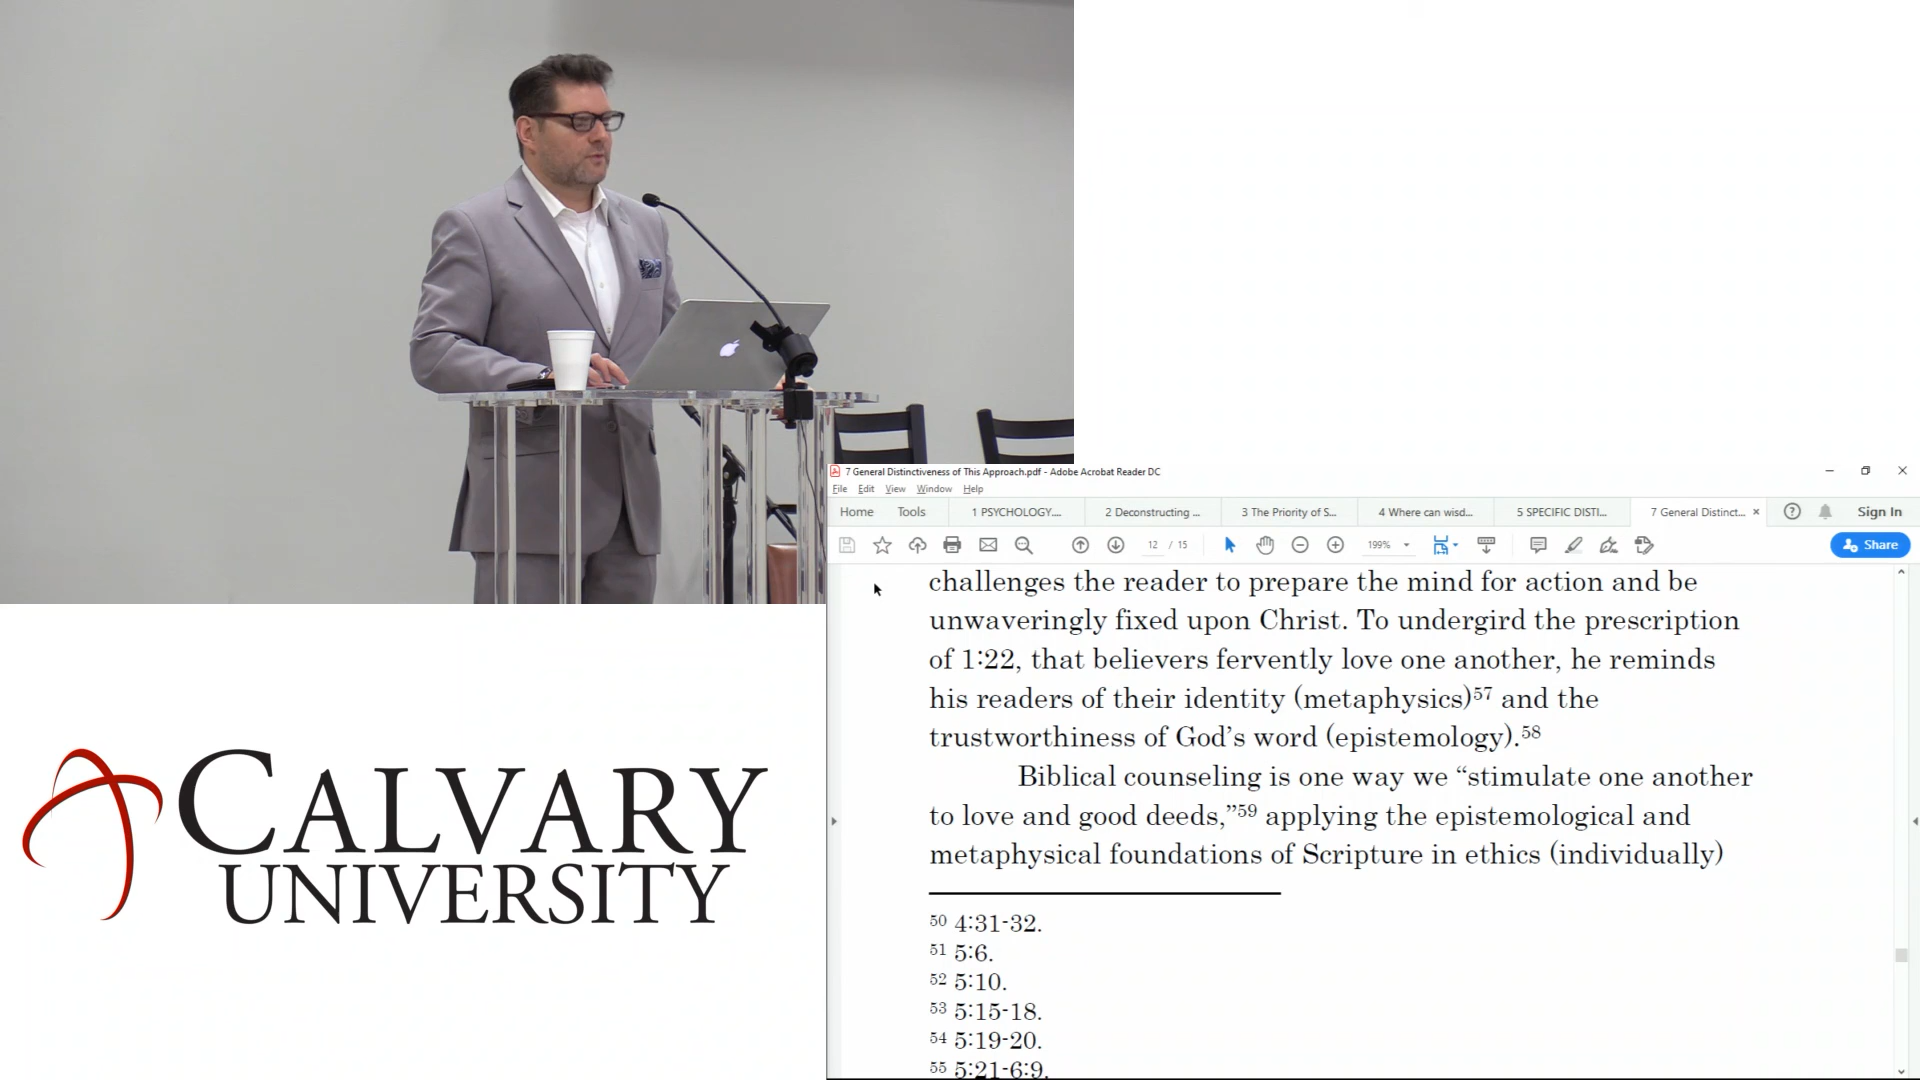 7 General Distinctiveness of This Approach.pdf - Adobe Acrobat Reader DC
File Edit View Window Help
Home Tools 1 PSYCHOLOGY.... 2 Deconstructing ... 3 The Priority of S... 4 Where can wisd... 5 SPECIFIC DISTI... 7 General Distinct... × Sign In
12 / 15 199% Share
challenges the reader to prepare the mind for action and be
unwaveringly fixed upon Christ. To undergird the prescription
of 1:22, that believers fervently love one another, he reminds
his readers of their identity (metaphysics)57 and the
trustworthiness of God’s word (epistemology).58
Biblical counseling is one way we “stimulate one another
to love and good deeds,”59 applying the epistemological and
metaphysical foundations of Scripture in ethics (individually)
50 4:31-32.
51 5:6.
52 5:10.
53 5:15-18.
54 5:19-20.
55 5:21-6:9.
CALVARY
UNIVERSITY